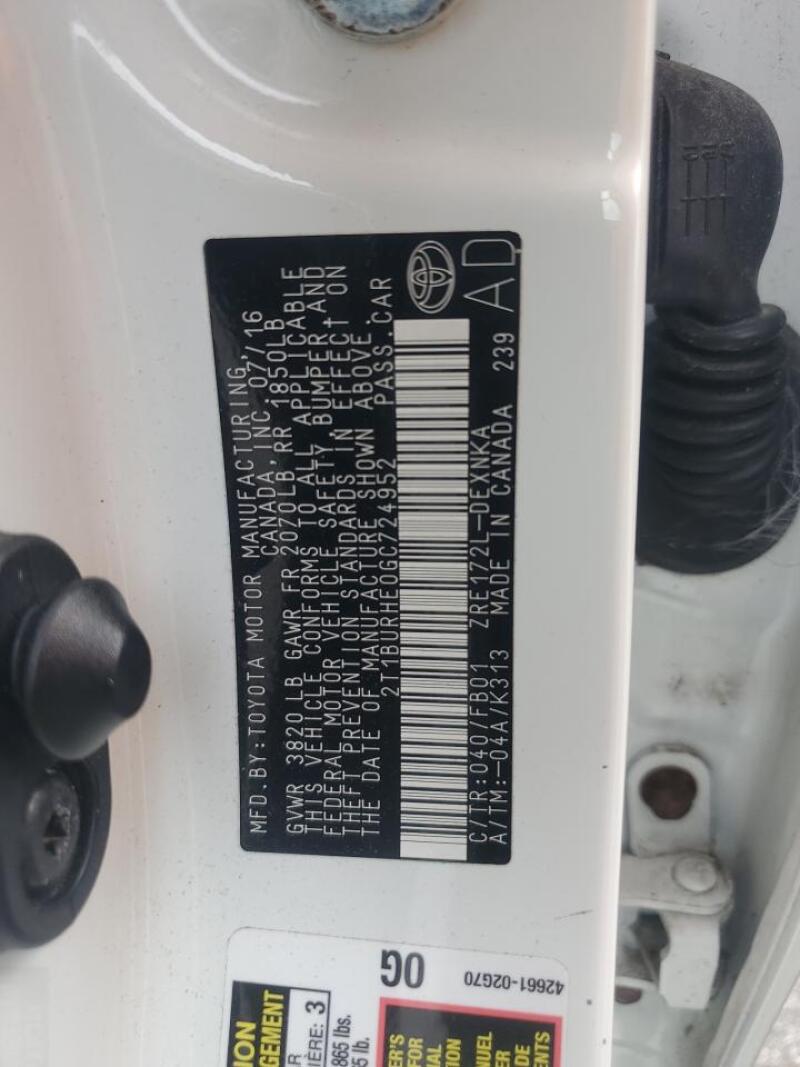 MFD.BY:TOYOTA MOTOR MANUFACTURING,
CANADA, INC.07/16
GVWR 3820 LB GAWR FR 2070LB,RR 1850LB
THIS VEHICLE CONFORMS TO ALL APPLICABLE
FEDERAL MOTOR VEHICLE SAFETY, BUMPER, AND
THEFT PREVENTION STANDARDS IN EFFECT ON
THE DATE OF MANUFACTURE SHOWN ABOVE.
2T1BURHE0GC724952 PASS.CAR
C/TR:040/FB01 ZRE172L-DEXNKA
A/TM:-04A/K313 MADE IN CANADA 239
AD
0G
42661-02G70
3
865 lbs.